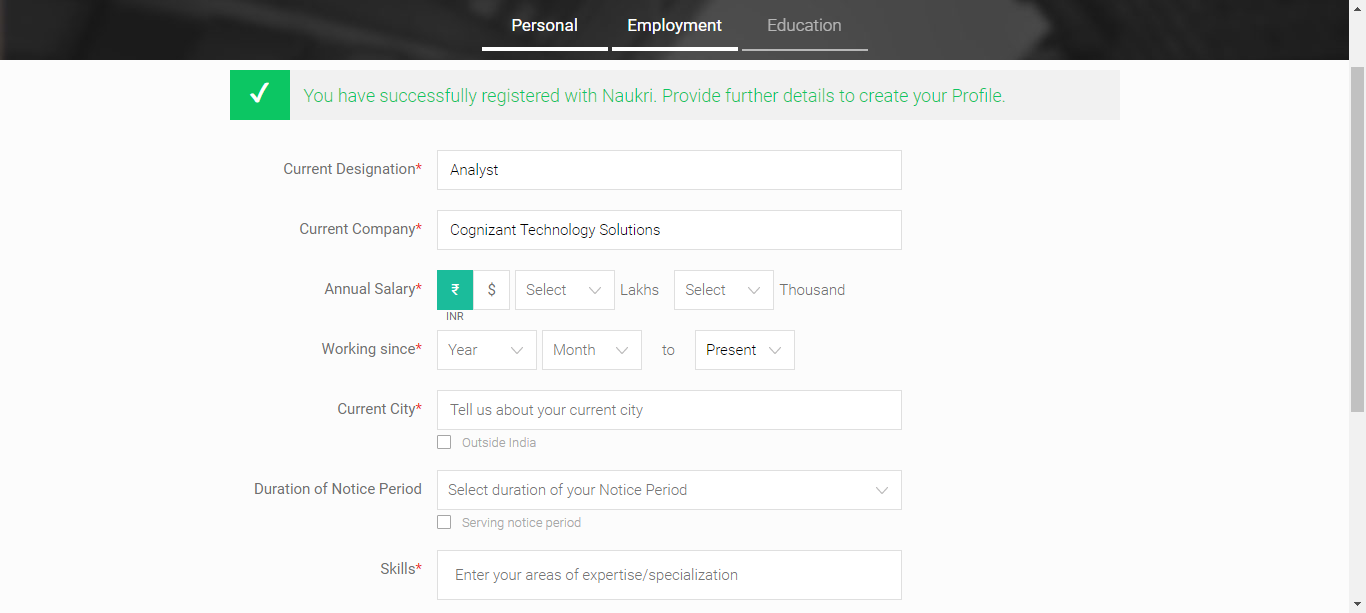 Personal Employment Education
You have successfully registered with Naukri. Provide further details to create your Profile.
Current Designation* Analyst
Current Company* Cognizant Technology Solutions
Annual Salary* ₹ $ Select Lakhs Select Thousand
INR
Working since* Year Month to Present
Current City* Tell us about your current city
Outside India
Duration of Notice Period Select duration of your Notice Period
Serving notice period
Skills* Enter your areas of expertise/specialization